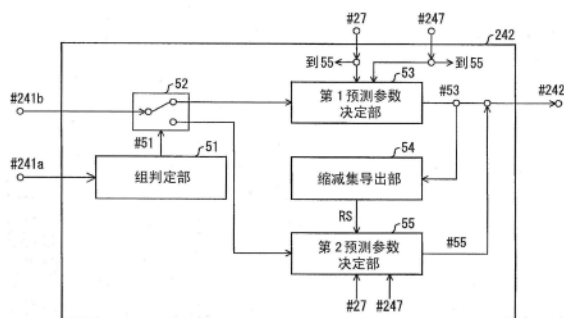 #27
#247
242
到55
到55
52
53
#241b
第1预测参数
决定部
#53
#242
#51
51
54
#241a
组判定部
缩减集导出部
RS
55
第2预测参数
决定部
#55
#27
#247